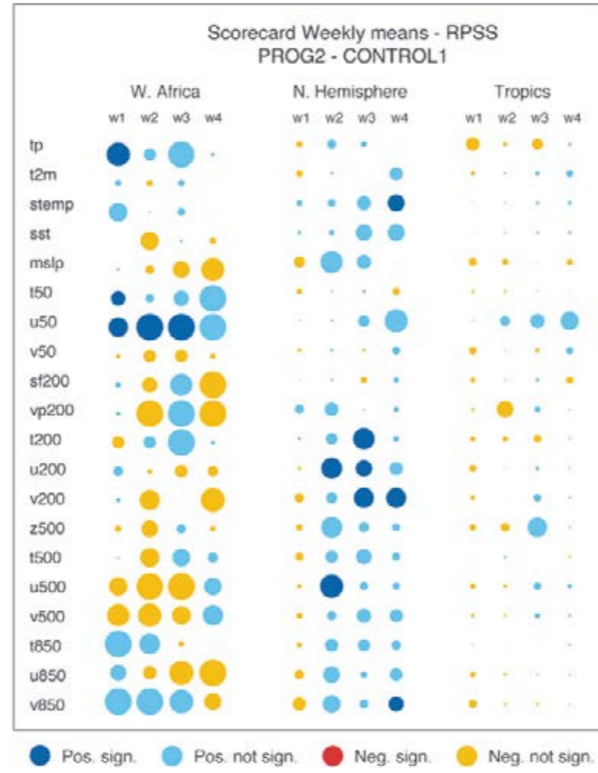 Scorecard Weekly means - RPSS
PROG2 - CONTROL1
W. Africa N. Hemisphere Tropics
w1 w2 w3 w4 w1 w2 w3 w4 w1 w2 w3 w4
tp
t2m
stemp
sst
mslp
t50
u50
v50
sf200
vp200
t200
u200
v200
z500
t500
u500
v500
t850
u850
v850
Pos. sign. Pos. not sign. Neg. sign. Neg. not sign.